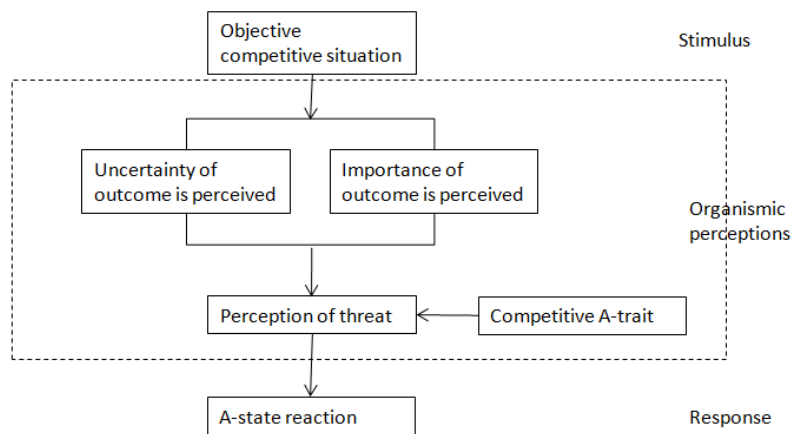 Objective
competitive situation
Stimulus
Uncertainty of
outcome is perceived
Importance of
outcome is perceived
Organismic
perceptions
Perception of threat
Competitive A-trait
A-state reaction
Response